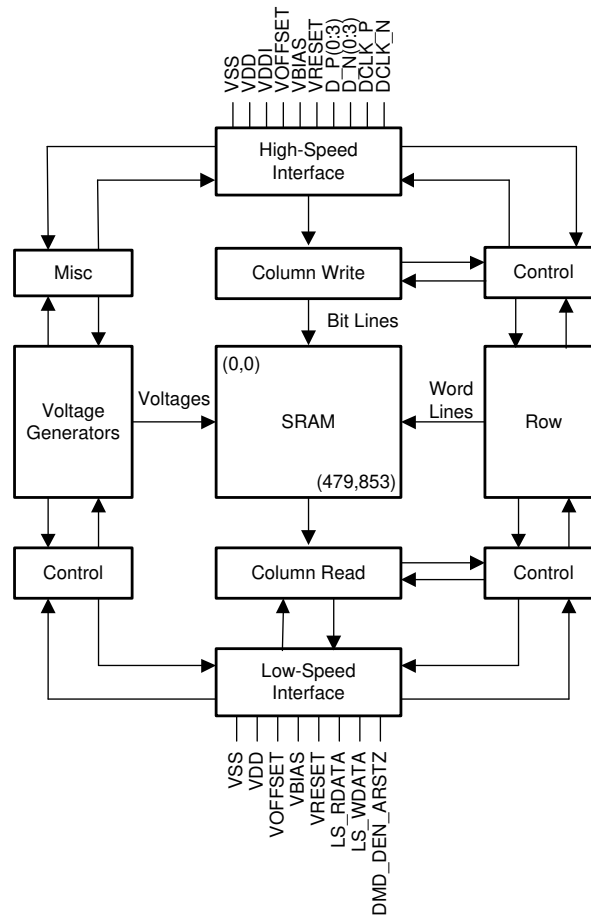 VSS
VDD
VDDI
VOFFSET
VBIAS
VRESET
D_P(0:3)
D_N(0:3)
DCLK_P
DCLK_N
High-Speed
Interface
Misc
Column Write
Control
Bit Lines
(0,0)
Voltage
Generators
Voltages
SRAM
Word
Lines
Row
(479,853)
Control
Column Read
Control
Low-Speed
Interface
VSS
VDD
VOFFSET
VBIAS
VRESET
LS_RDATA
LS_WDATA
DMD_DEN_ARSTZ